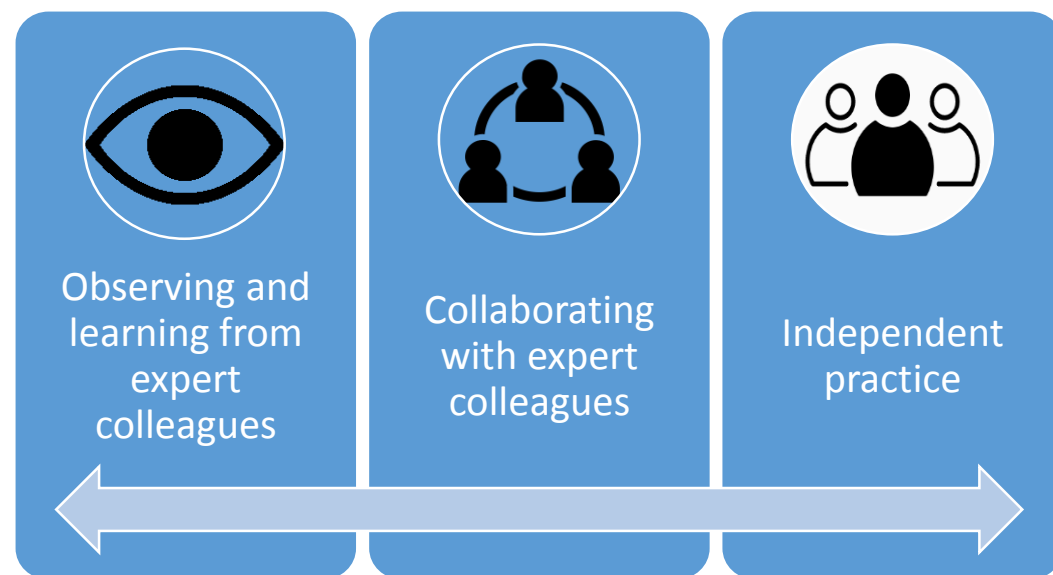 Observing and
learning from
expert
colleagues
Collaborating
with expert
colleagues
Independent
practice